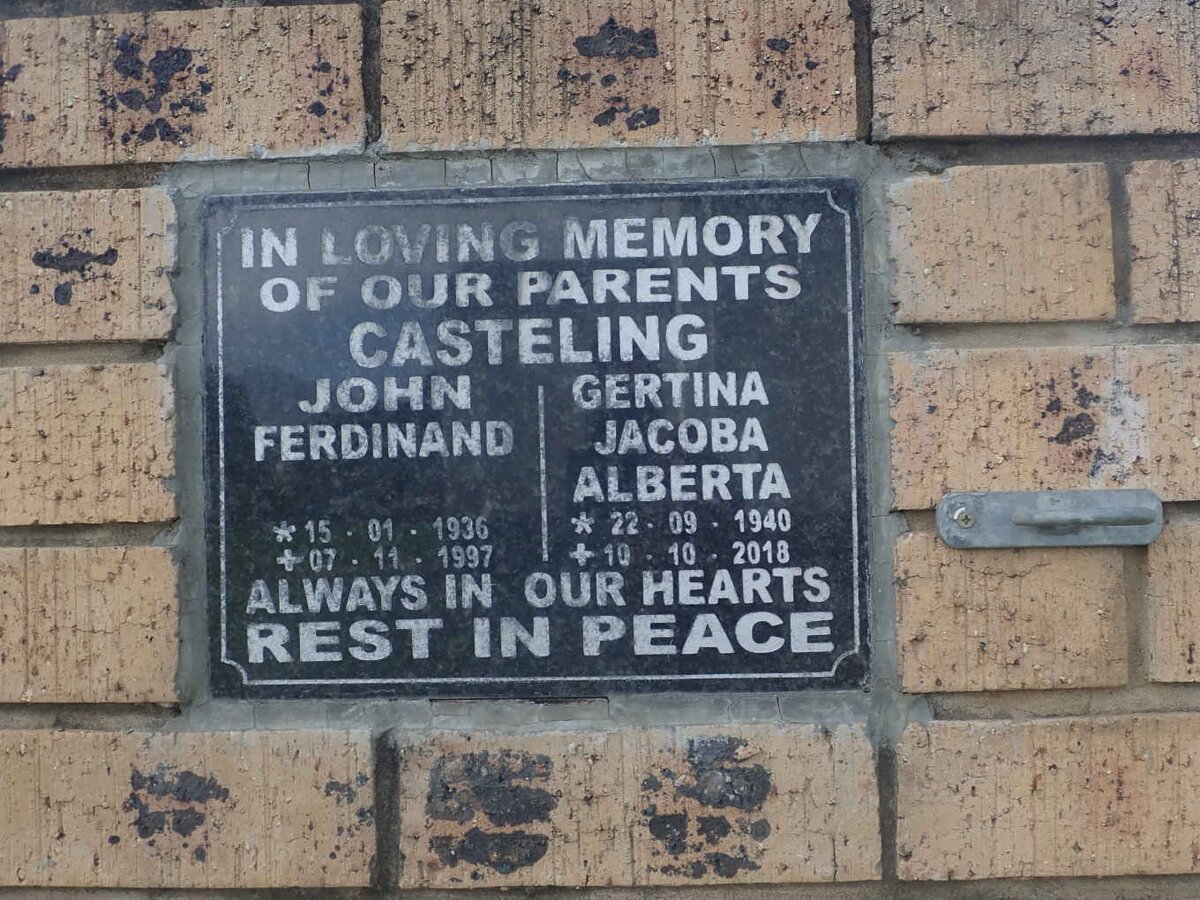 IN LOVING MEMORY
OF OUR PARENTS
CASTELING
JOHN
FERDINAND
* 15 · 01 · 1936
+ 07 · 11 · 1997
GERTINA
JACOBA
ALBERTA
* 22 · 09 · 1940
+ 10 · 10 · 2018
ALWAYS IN OUR HEARTS
REST IN PEACE